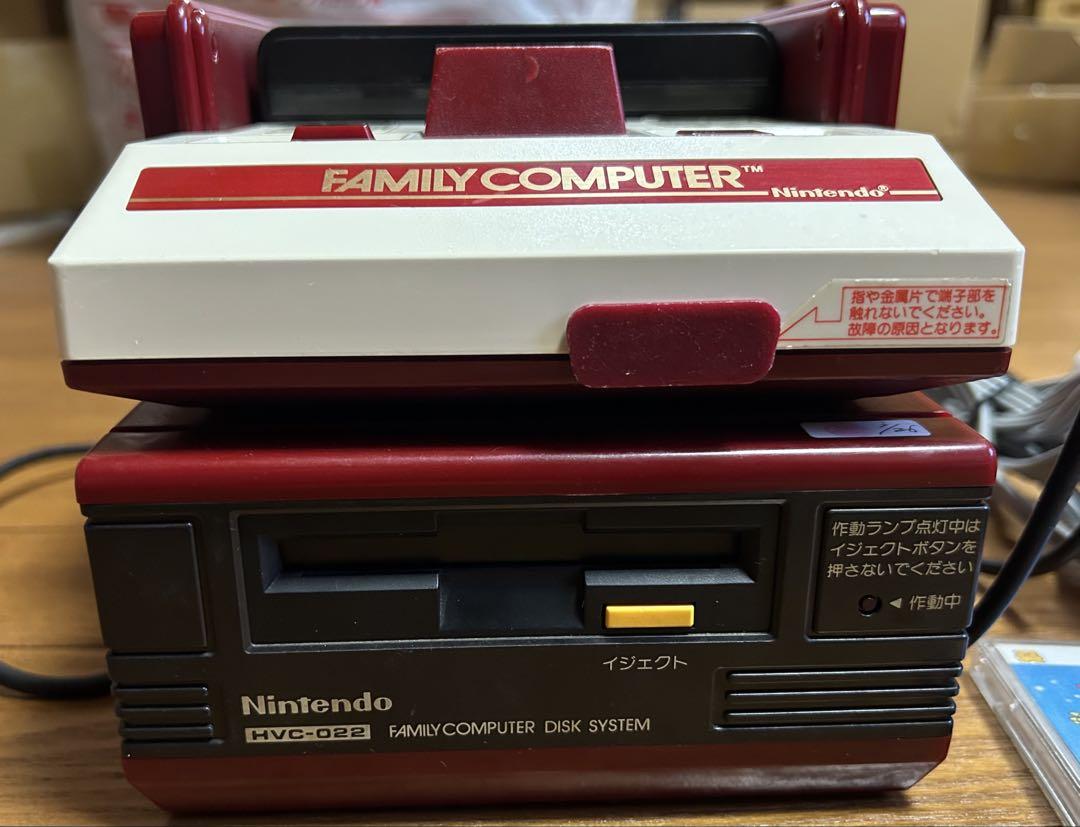 FAMILY COMPUTER™
Nintendo®
指や金属片で端子部を
触れないでください。
故障の原因となります。
作動ランプ点灯中は
イジェクトボタンを
押さないでください
◀ 作動中
イジェクト
Nintendo
HVC-022 FAMILY COMPUTER DISK SYSTEM